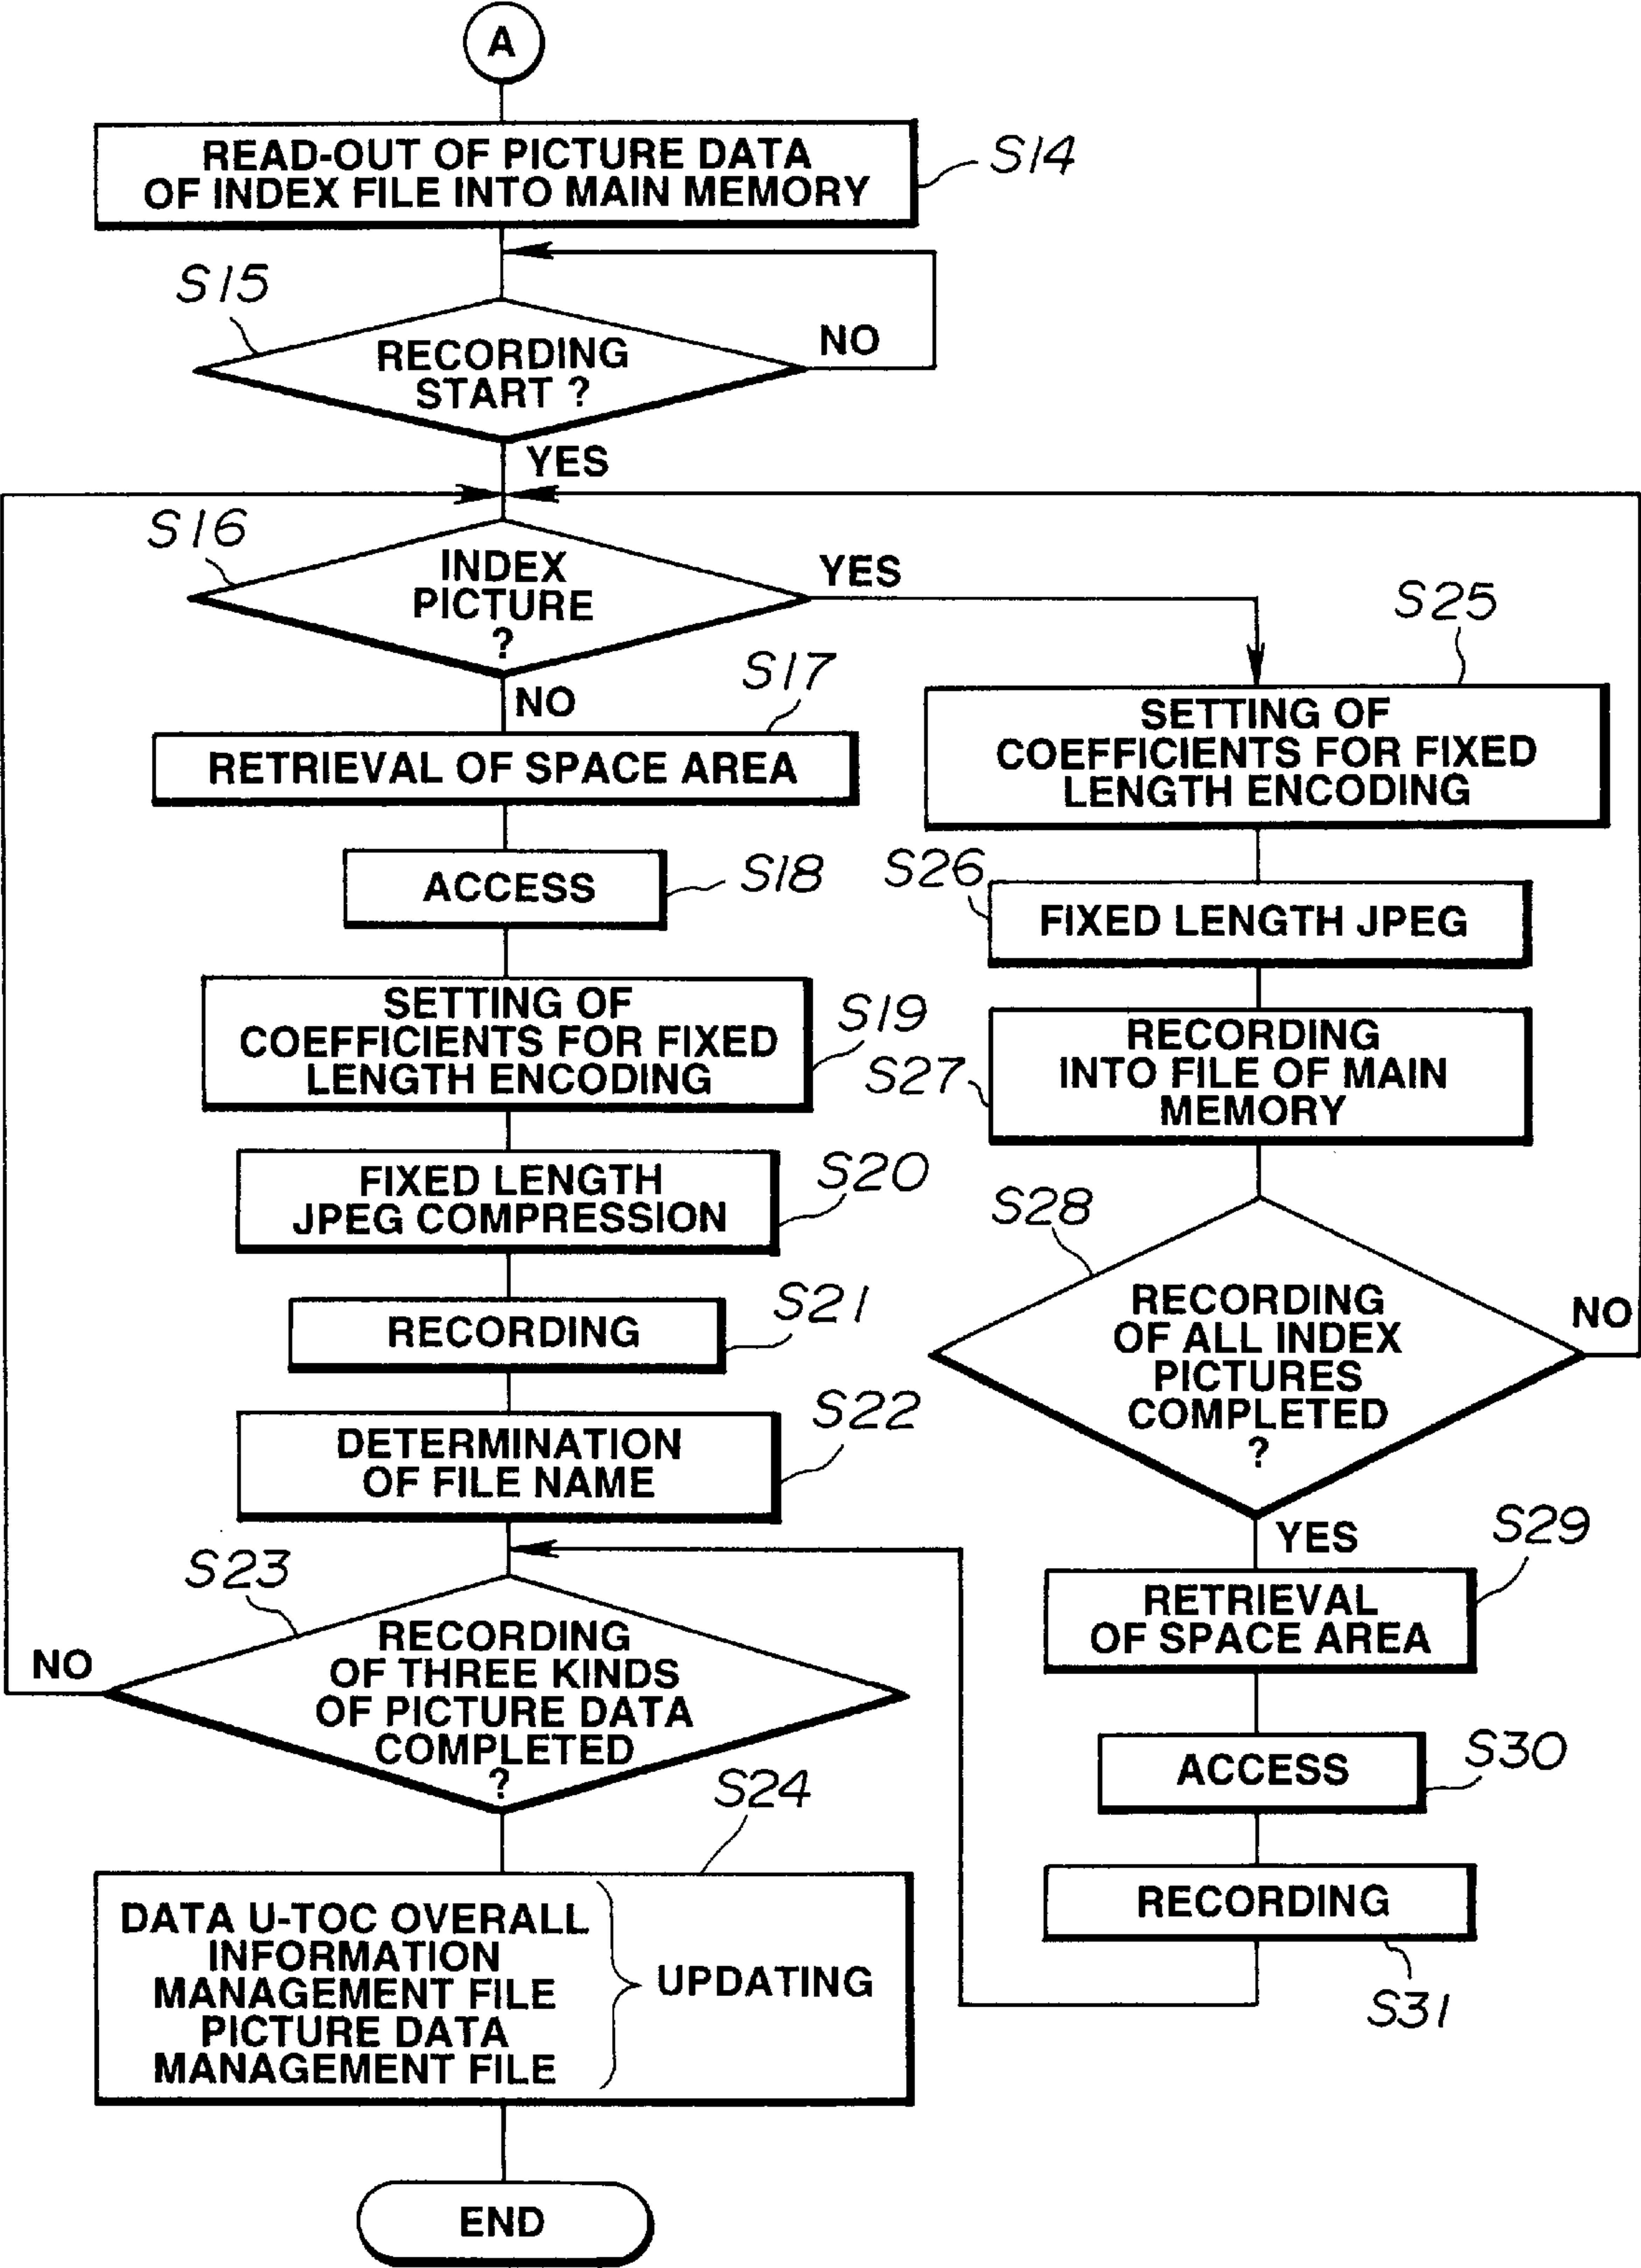 A
READ-OUT OF PICTURE DATA
OF INDEX FILE INTO MAIN MEMORY
S14
S15
RECORDING
START ?
NO
YES
S16
INDEX
PICTURE
?
YES
NO
S17
RETRIEVAL OF SPACE AREA
ACCESS
S18
SETTING OF
COEFFICIENTS FOR FIXED
LENGTH ENCODING
S19
FIXED LENGTH
JPEG COMPRESSION
S20
RECORDING
S21
DETERMINATION
OF FILE NAME
S22
S23
RECORDING
OF THREE KINDS
OF PICTURE DATA
COMPLETED
?
NO
S24
DATA U-TOC OVERALL
INFORMATION
MANAGEMENT FILE
PICTURE DATA
MANAGEMENT FILE
UPDATING
END
S25
SETTING OF
COEFFICIENTS FOR FIXED
LENGTH ENCODING
S26
FIXED LENGTH JPEG
S27
RECORDING
INTO FILE OF MAIN
MEMORY
S28
RECORDING
OF ALL INDEX
PICTURES
COMPLETED
?
NO
YES
S29
RETRIEVAL
OF SPACE AREA
ACCESS
S30
RECORDING
S31